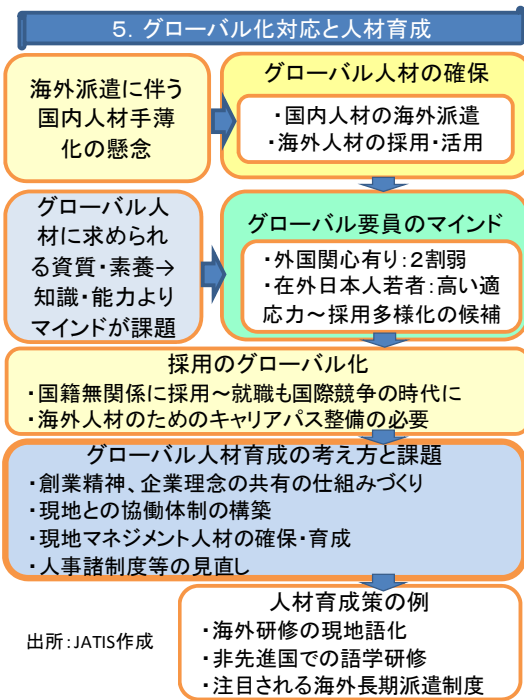 5．グローバル化対応と人材育成
海外派遣に伴う
国内人材手薄
化の懸念
グローバル人材の確保
・国内人材の海外派遣
・海外人材の採用・活用
グローバル人
材に求められ
る資質・素養→
知識・能力より
マインドが課題
グローバル要員のマインド
・外国関心有り：２割弱
・在外日本人若者：高い適
応力～採用多様化の候補
採用のグローバル化
・国籍無関係に採用～就職も国際競争の時代に
・海外人材のためのキャリアパス整備の必要
グローバル人材育成の考え方と課題
・創業精神、企業理念の共有の仕組みづくり
・現地との協働体制の構築
・現地マネジメント人材の確保・育成
・人事諸制度等の見直し
人材育成策の例
・海外研修の現地語化
・非先進国での語学研修
・注目される海外長期派遣制度
出所：JATIS作成